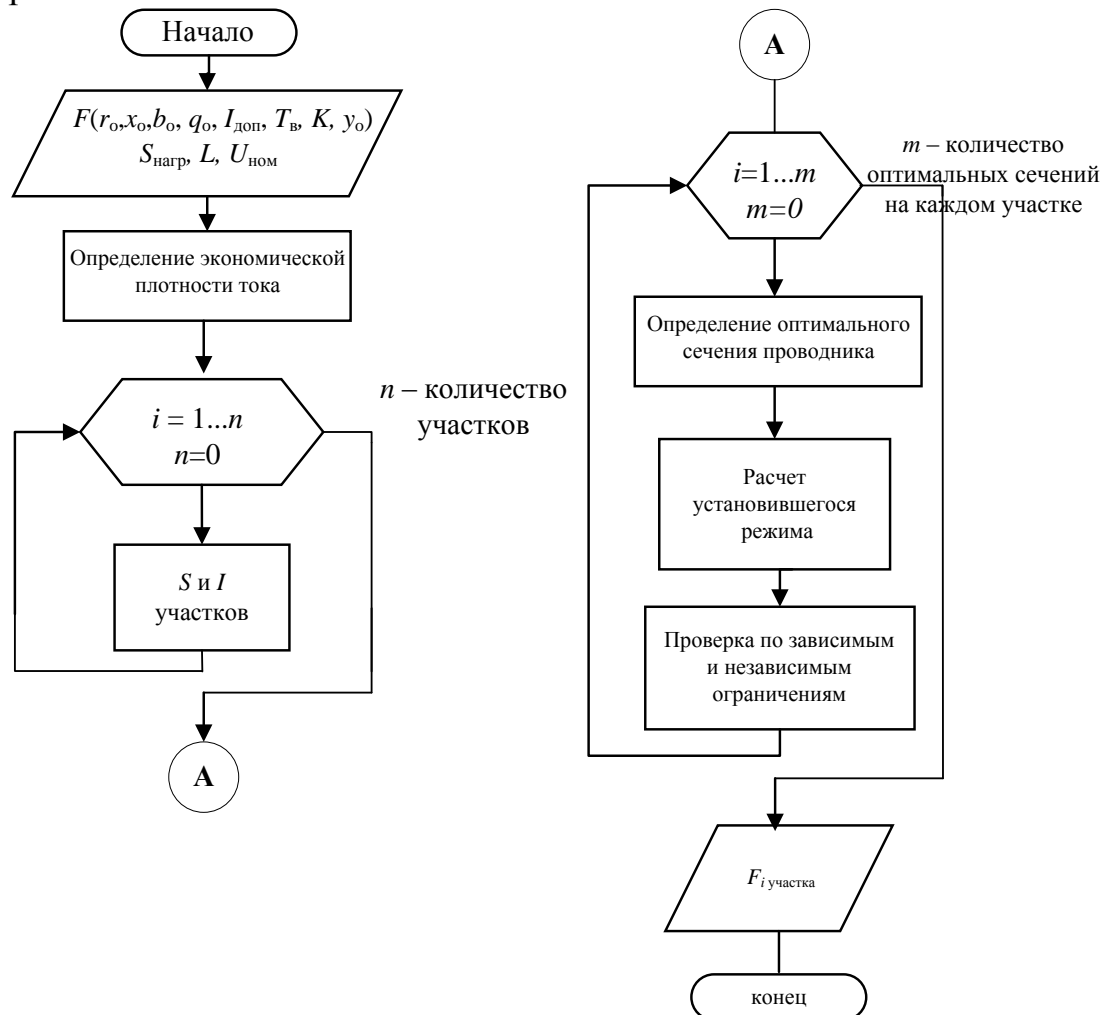 Начало
F(rо,xо,bо, qо, Iдоп, Tв, K, yо)
Sнагр, L, Uном
Определение экономической
плотности тока
i = 1...n
n=0
n – количество
участков
S и I
участков
A
A
i=1...m
m=0
m – количество
оптимальных сечений
на каждом участке
Определение оптимального
сечения проводника
Расчет
установившегося
режима
Проверка по зависимым
и независимым
ограничениям
Fi участка
конец